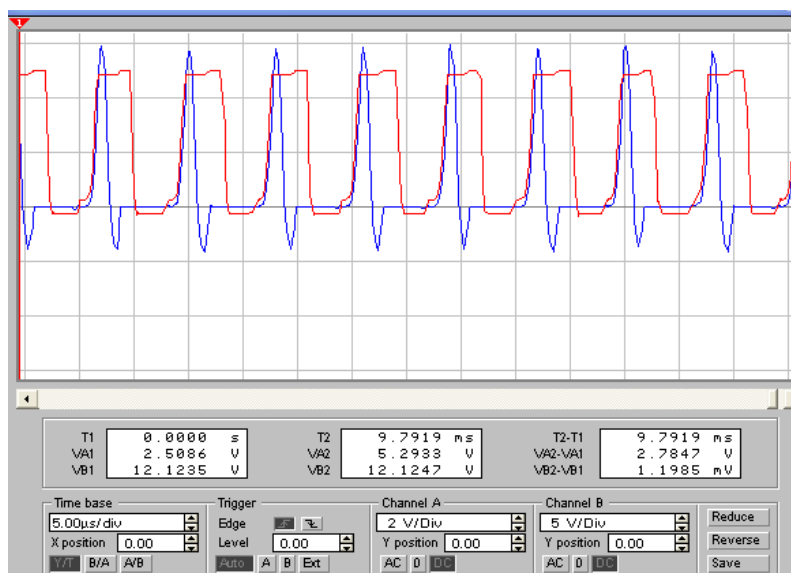 1
T1 0.0000 s T2 9.7919 ms T2-T1 9.7919 ms
VA1 2.5086 V VA2 5.2933 V VA2-VA1 2.7847 V
VB1 12.1235 V VB2 12.1247 V VB2-VB1 1.1985 mV
Time base Trigger Channel A Channel B
5.00µs/div Edge 2 V/Div 5 V/Div Reduce
X position 0.00 Level 0.00 Y position 0.00 Y position 0.00 Reverse
Y/T B/A A/B Auto A B Ext AC 0 DC AC 0 DC Save